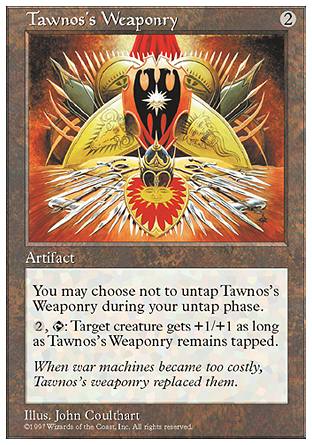 Tawnos's Weaponry 2
Artifact
You may choose not to untap Tawnos's
Weaponry during your untap phase.
2, : Target creature gets +1/+1 as long
as Tawnos's Weaponry remains tapped.
When war machines became too costly,
Tawnos's weaponry replaced them.
Illus. John Coulthart
©1997 Wizards of the Coast, Inc. All rights reserved.